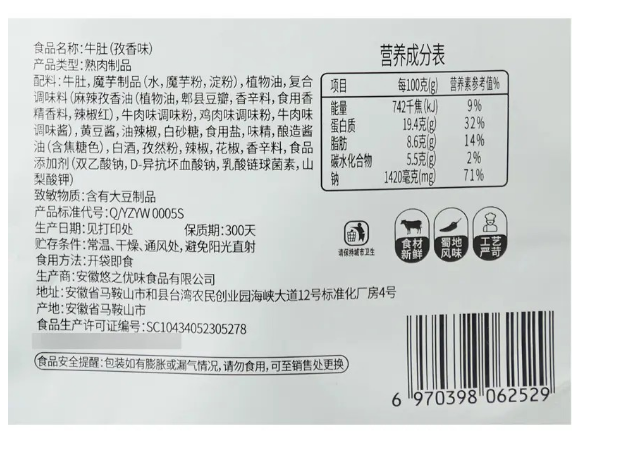 食品名称:牛肚(孜香味)
产品类型:熟肉制品
配料:牛肚,魔芋制品(水,魔芋粉,淀粉),植物油,复合
调味料(麻辣孜香油(植物油,郫县豆瓣,香辛料,食用香
精香料,辣椒红),牛肉味调味粉,鸡肉味调味粉,牛肉味
调味酱),黄豆酱,油辣椒,白砂糖,食用盐,味精,酿造酱
油(含焦糖色),白酒,孜然粉,辣椒,花椒,香辛料,食品
添加剂(双乙酸钠,D-异抗坏血酸钠,乳酸链球菌素,山
梨酸钾)
致敏物质:含有大豆制品
产品标准代号:Q/YZYW 0005S
生产日期:见打印处 保质期:300天
贮存条件:常温、干燥、通风处,避免阳光直射
食用方法:开袋即食
生产商:安徽悠之优味食品有限公司
地址:安徽省马鞍山市和县台湾农民创业园海峡大道12号标准化厂房4号
产地:安徽省马鞍山市
食品生产许可证编号:SC10434052305278
食品安全提醒:包装如有膨胀或漏气情况,请勿食用,可至销售处更换
营养成分表
项目 每100克(g) 营养素参考值%
能量 742千焦(kJ) 9%
蛋白质 19.4克(g) 32%
脂肪 8.6克(g) 14%
碳水化合物 5.5克(g) 2%
钠 1420毫克(mg) 71%
请保持城市卫生
食材
新鲜
蜀地
风味
工艺
严苛
6 970398 062529